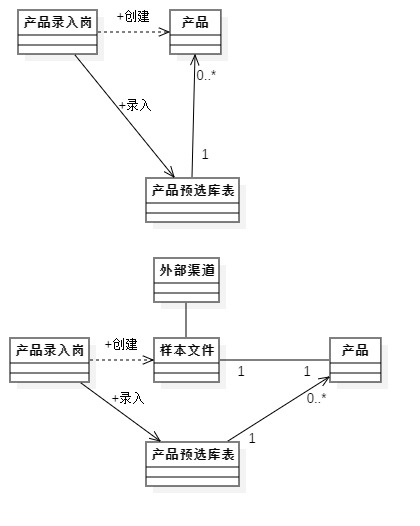 产品录入岗
+创建
产品
0..*
+录入
1
产品预选库表
外部渠道
产品录入岗
+创建
样本文件
1
1
产品
+录入
0..*
1
产品预选库表